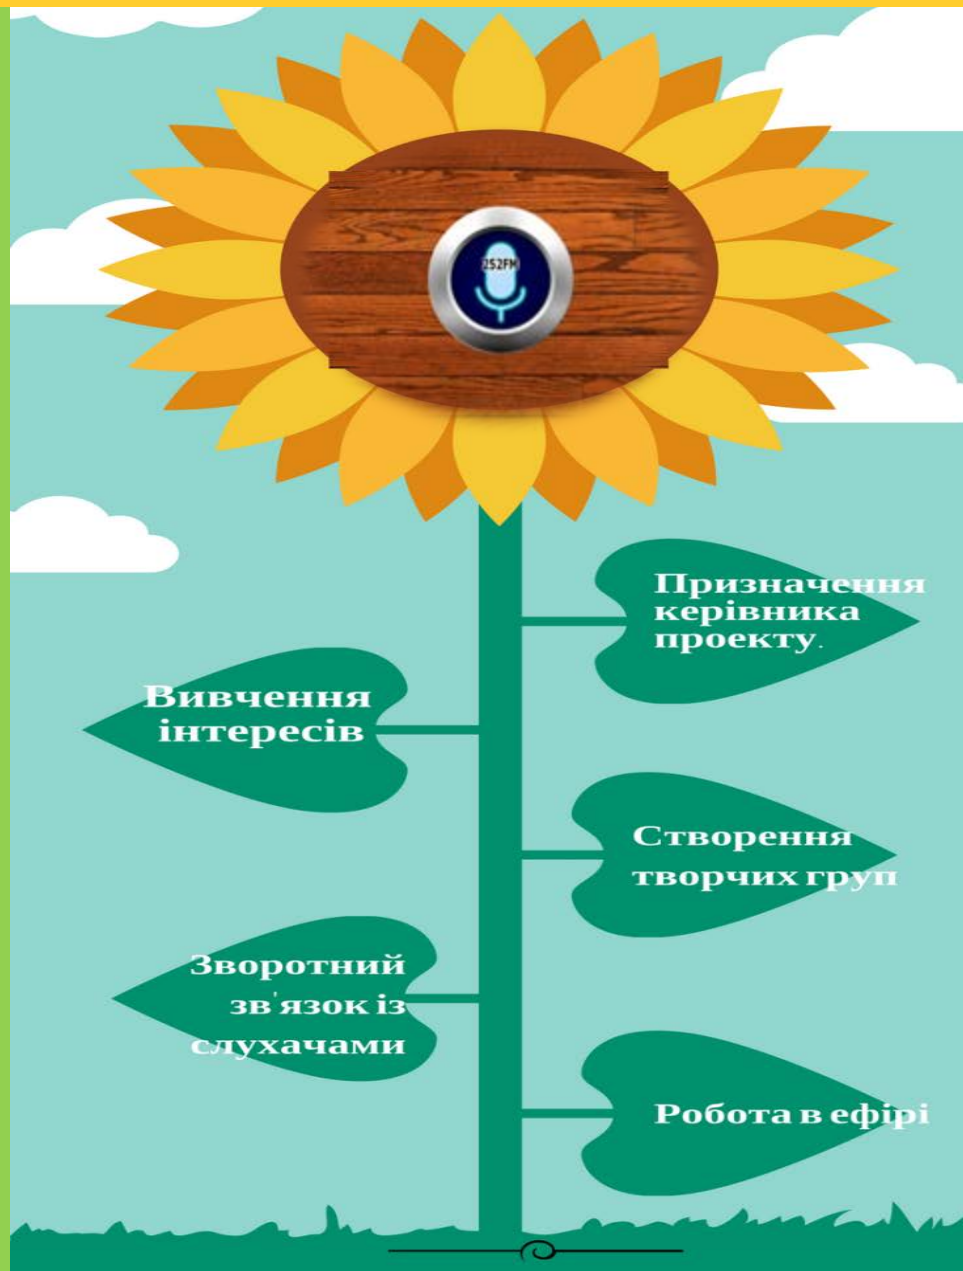 252FM
Призначення
керівника
проекту.
Вивчення
інтересів
Створення
творчих груп
Зворотний
зв'язок із
слухачами
Робота в ефірі